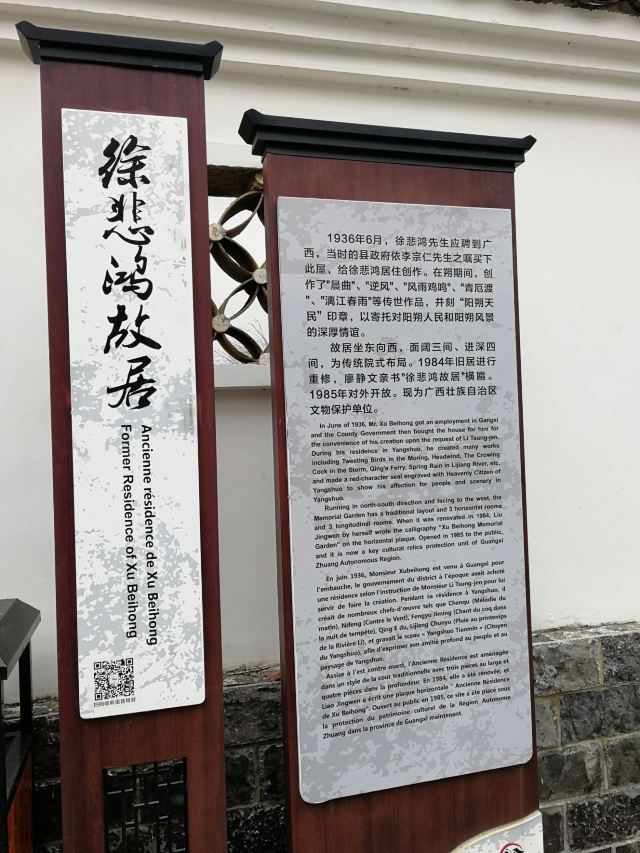 徐悲鸿故居
Ancienne résidence de Xu Beihong
Former Residence of Xu Beihong
扫码收听语音导游
1936年6月，徐悲鸿先生应聘到广
西，当时的县政府依李宗仁先生之嘱买下
此屋，给徐悲鸿居住创作。在朔期间，创
作了"晨曲"、"逆风"、"风雨鸡鸣"、"青厄渡
"、"漓江春雨"等传世作品，并刻“阳朔天
民”印章，以寄托对阳朔人民和阳朔风景
的深厚情谊。
故居坐东向西，面阔三间、进深四
间，为传统院式布局。1984年旧居进行
重修，廖静文亲书"徐悲鸿故居"横匾。
1985年对外开放。现为广西壮族自治区
文物保护单位。
In June of 1936, Mr. Xu Beihong got an employment in Gangxi
and the County Government then bought the house for him for
the convenience of his creation upon the request of LI Tsung-jen.
During his residence in Yangshuo, he created many works
including Tweeting Birds in the Moring, Headwind, The Crowing
Cock in the Storm, Qing'e Ferry, Spring Rain in Lijiang River, etc.
and made a red-character seal engraved with Heavenly Citizen of
Yangshuo to show his affection for people and scenery in
Yangshuo.
Running in north-south direction and facing to the west, the
Memorial Garden has a traditional layout and 3 horizontal rooms
and 3 longitudinal rooms. When it was renovated in 1984, Liu
Jingwen by herself wrote the calligraphy "Xu Beihong Memorial
Garden" on the horizontal plaque. Opened in 1985 to the public,
and it is now a key cultural relics protection unit of Guangxi
Zhuang Autonomous Region.
En juin 1936, Monsieur Xubeihong est venu à Guangxi pour
l'embauche, le gouvernement du district à l'époque avait acheté
une résidence selon l'instruction de Monsieur Li Tsung-jen pour lui
servir de faire la création. Pendant sa résidence à Yangshuo, il
créait de nombreux chefs-d'œuvre tels que Chenqu (Mélodie du
matin), Nifeng (Contre le Vent), Fengyu Jiming (Chant du coq dans
la nuit de tempête), Qing E du, Lijiang Chunyu (Pluie au printemps
de la Rivière Li), et gravait le sceau « Yangshuo Tianmin » (Citoyen
du Yangshuo), afin d'exprimer son amitié profond au peuple et au
paysage de Yangshuo.
Assise à l'est contre ouest, l'Ancienne Résidence est aménagée
dans un style de la cour traditionnelle avec trois pièces au large et
quatre pièces dans la profondeur. En 1984, elle a été rénovée, et
Liao Jingwen a écrit une plaque horizontale " Ancienne Résidence
de Xu Beihong". Ouvert au public en 1985, ce site a été placé sous
la protection du patrimoine culturel de la Région Autonome
Zhuang dans la province de Guangxi maintenant.